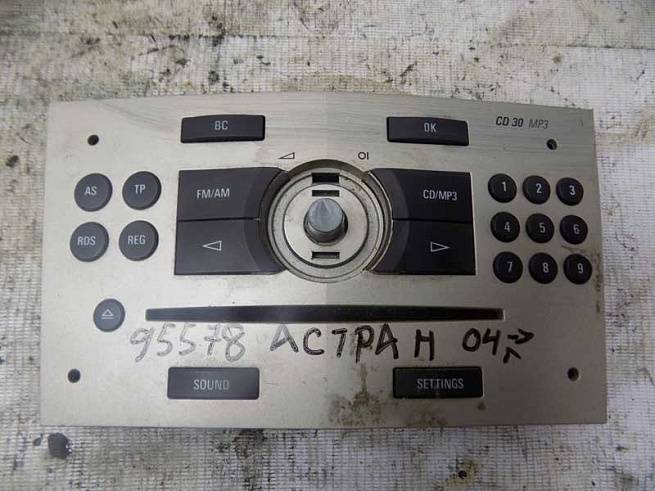 BC OK CD 30 MP3
AS TP FM/AM CD/MP3 1 2 3
RDS REG 4 5 6
7 8 9
95578 АСТРА Н 04
SOUND SETTINGS